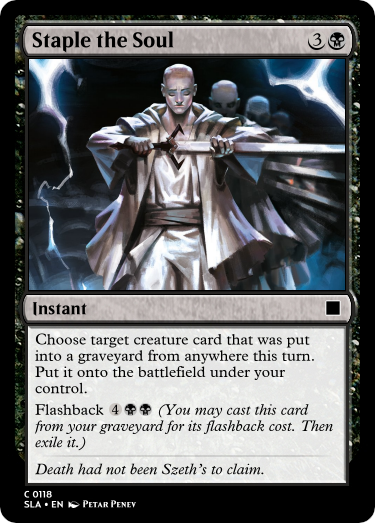 Staple the Soul 3
Instant
Choose target creature card that was put
into a graveyard from anywhere this turn.
Put it onto the battlefield under your
control.
Flashback 4 (You may cast this card
from your graveyard for its flashback cost. Then
exile it.)
Death had not been Szeth's to claim.
C 0118
SLA • EN Petar Penev